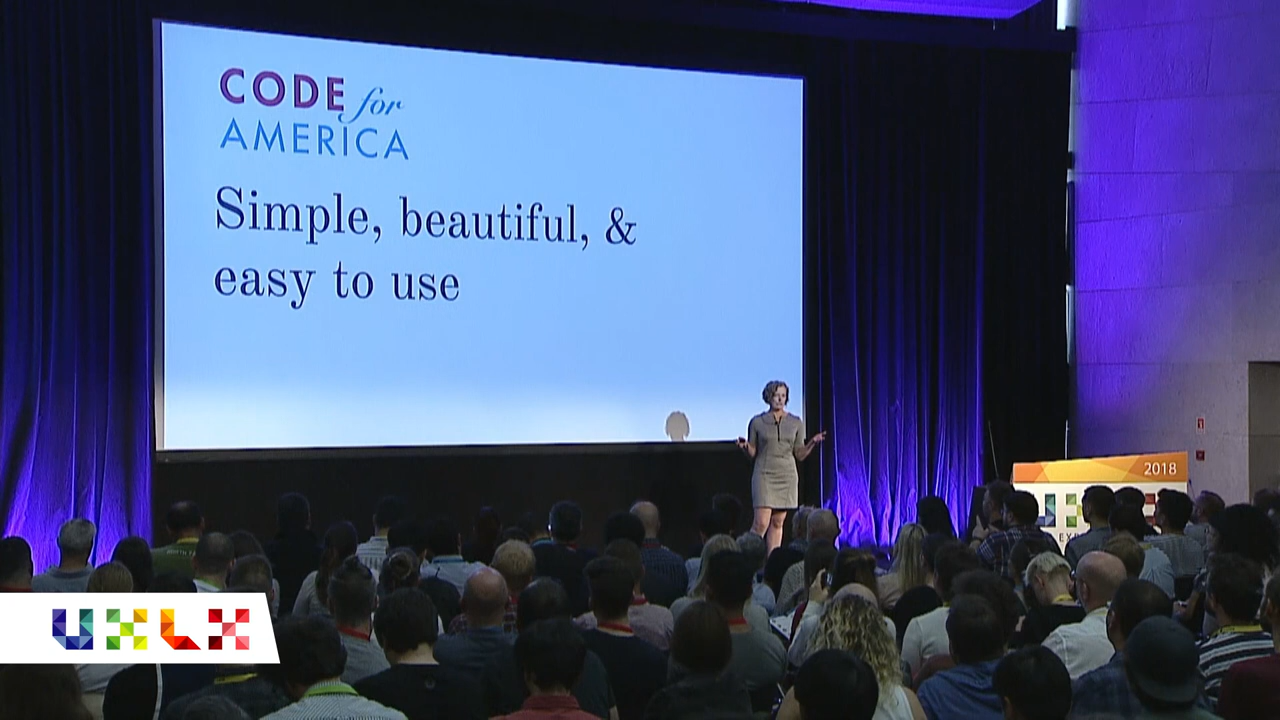 CODE for
AMERICA
Simple, beautiful, &
easy to use
2018
UXLX